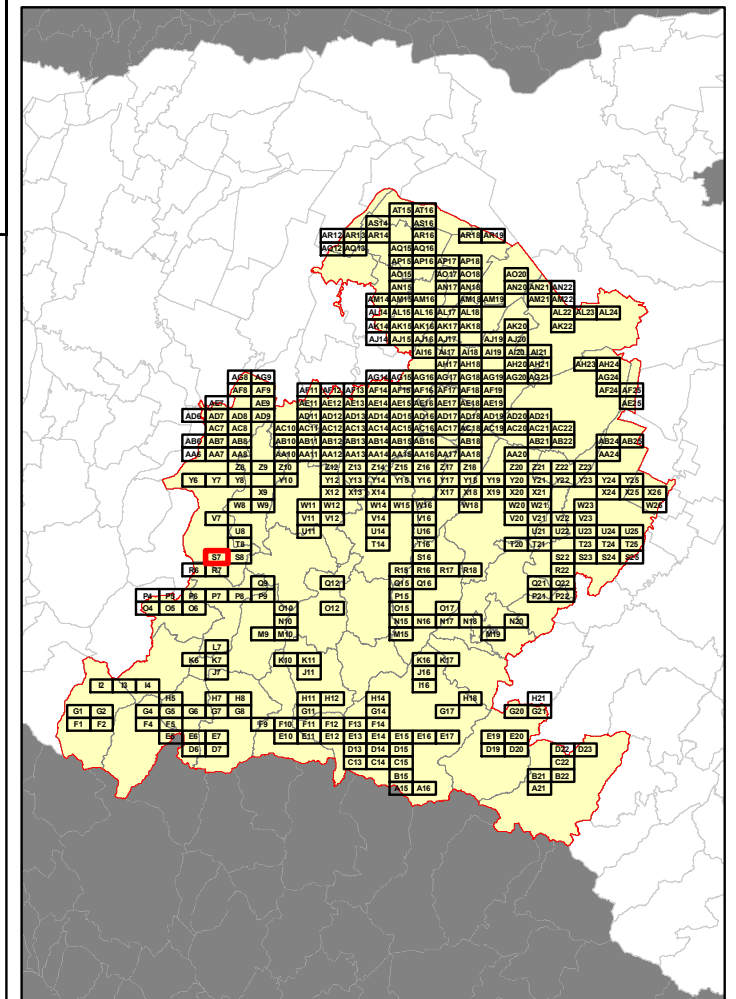 AT15 AT16
AS14 AS16
AR12 AR13 AR14 AR16 AR18 AR19
AQ12 AQ13 AQ15 AQ16
AP15 AP16 AP17 AP18
AO15 AO17 AO18 AO20
AN15 AN17 AN18 AN20 AN21 AN22
AM14 AM15 AM16 AM18 AM19 AM21 AM22
AL14 AL15 AL16 AL17 AL18 AL22 AL23 AL24
AK14 AK15 AK16 AK17 AK18 AK20 AK22
AJ14 AJ15 AJ16 AJ17 AJ19 AJ20
AI16 AI17 AI18 AI19 AI20 AI21
AH17 AH18 AH20 AH21 AH23 AH24
AG8 AG9 AG14 AG15 AG16 AG17 AG18 AG19 AG20 AG21 AG24
AF8 AF9 AF11 AF12 AF13 AF14 AF15 AF16 AF17 AF18 AF19 AF24 AF25
AE7 AE9 AE11 AE12 AE13 AE14 AE15 AE16 AE17 AE18 AE19 AE25
AD6 AD7 AD8 AD9 AD11 AD12 AD13 AD14 AD15 AD16 AD17 AD18 AD19 AD20 AD21
AC7 AC8 AC10 AC11 AC12 AC13 AC14 AC15 AC16 AC17 AC18 AC19 AC20 AC21 AC22
AB6 AB7 AB8 AB10 AB11 AB12 AB13 AB14 AB15 AB16 AB18 AB21 AB22 AB24 AB25
AA6 AA7 AA8 AA10 AA11 AA12 AA13 AA14 AA15 AA16 AA17 AA18 AA20 AA24
Z8 Z9 Z10 Z12 Z13 Z14 Z15 Z16 Z17 Z18 Z20 Z21 Z22 Z23
Y6 Y7 Y8 Y10 Y12 Y13 Y14 Y15 Y16 Y17 Y18 Y19 Y20 Y21 Y22 Y23 Y24 Y25
X9 X12 X13 X14 X17 X18 X19 X20 X21 X24 X25 X26
W8 W9 W11 W12 W14 W15 W16 W18 W20 W21 W23 W26
V7 V11 V12 V14 V16 V20 V21 V22 V23
U8 U11 U14 U16 U21 U22 U23 U24 U25
T8 T14 T16 T20 T21 T23 T24 T25
S7 S8 S16 S22 S23 S24 S25
R6 R7 R15 R16 R17 R18 R22
Q9 Q12 Q15 Q16 Q21 Q22
P4 P5 P6 P7 P8 P9 P15 P21 P22
O4 O5 O6 O10 O12 O15 O17
N10 N15 N16 N17 N18 N20
M9 M10 M15 M19
L7
K6 K7 K10 K11 K16 K17
J7 J11 J16
I2 I3 I4 I16
H5 H7 H8 H11 H12 H14 H18 H21
G1 G2 G4 G5 G6 G7 G8 G11 G14 G17 G20 G21
F1 F2 F4 F5 F9 F10 F11 F12 F13 F14
E5 E6 E7 E10 E11 E12 E13 E14 E15 E16 E17 E19 E20
D6 D7 D13 D14 D15 D19 D20 D22 D23
C13 C14 C15 C22
B15 B21 B22
A15 A16 A21